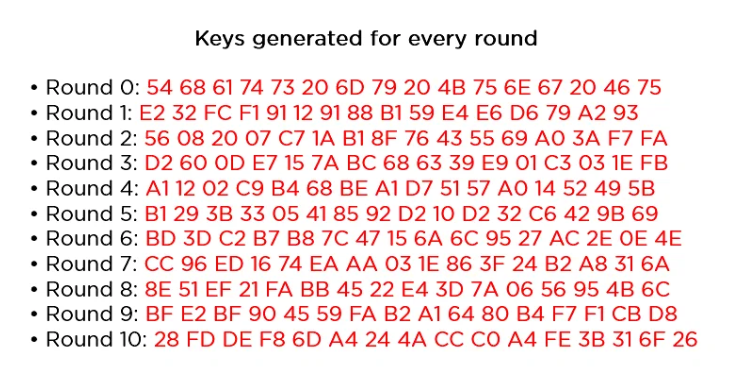 Keys generated for every round
• Round 0: 54 68 61 74 73 20 6D 79 20 4B 75 6E 67 20 46 75
• Round 1: E2 32 FC F1 91 12 91 88 B1 59 E4 E6 D6 79 A2 93
• Round 2: 56 08 20 07 C7 1A B1 8F 76 43 55 69 A0 3A F7 FA
• Round 3: D2 60 0D E7 15 7A BC 68 63 39 E9 01 C3 03 1E FB
• Round 4: A1 12 02 C9 B4 68 BE A1 D7 51 57 A0 14 52 49 5B
• Round 5: B1 29 3B 33 05 41 85 92 D2 10 D2 32 C6 42 9B 69
• Round 6: BD 3D C2 B7 B8 7C 47 15 6A 6C 95 27 AC 2E 0E 4E
• Round 7: CC 96 ED 16 74 EA AA 03 1E 86 3F 24 B2 A8 31 6A
• Round 8: 8E 51 EF 21 FA BB 45 22 E4 3D 7A 06 56 95 4B 6C
• Round 9: BF E2 BF 90 45 59 FA B2 A1 64 80 B4 F7 F1 CB D8
• Round 10: 28 FD DE F8 6D A4 24 4A CC C0 A4 FE 3B 31 6F 26